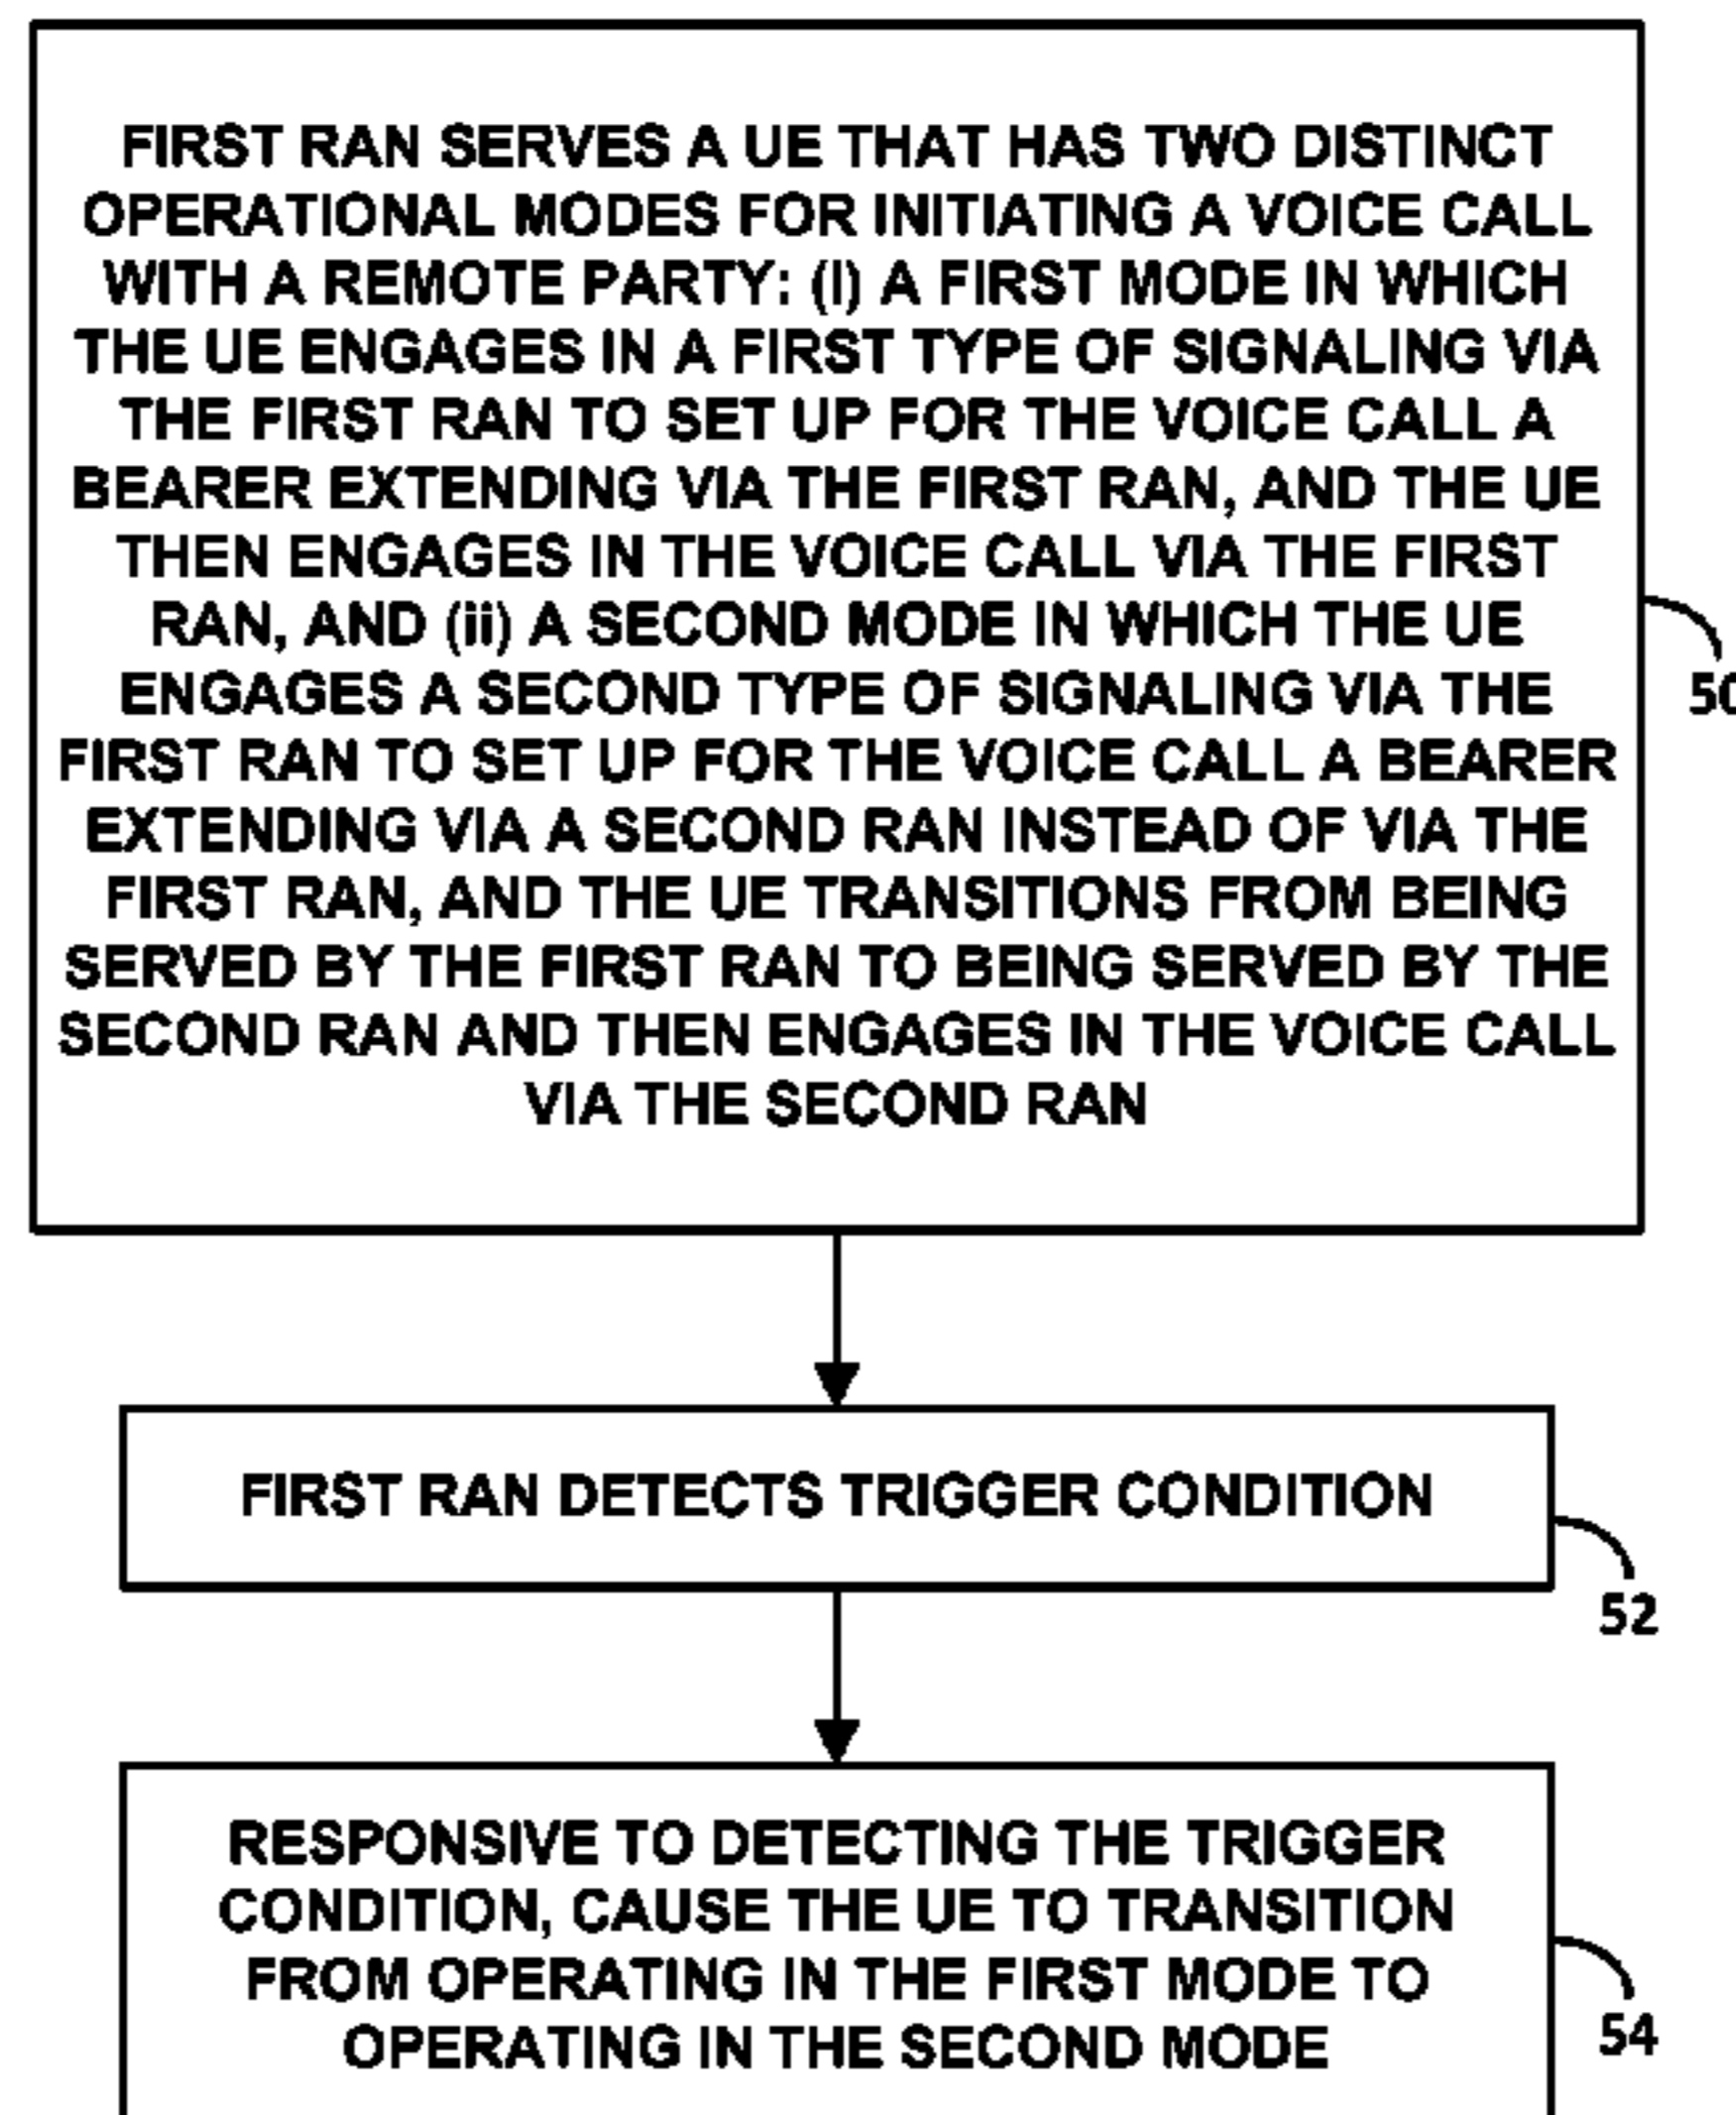 FIRST RAN SERVES A UE THAT HAS TWO DISTINCT
OPERATIONAL MODES FOR INITIATING A VOICE CALL
WITH A REMOTE PARTY: (I) A FIRST MODE IN WHICH
THE UE ENGAGES IN A FIRST TYPE OF SIGNALING VIA
THE FIRST RAN TO SET UP FOR THE VOICE CALL A
BEARER EXTENDING VIA THE FIRST RAN, AND THE UE
THEN ENGAGES IN THE VOICE CALL VIA THE FIRST
RAN, AND (ii) A SECOND MODE IN WHICH THE UE
ENGAGES A SECOND TYPE OF SIGNALING VIA THE
FIRST RAN TO SET UP FOR THE VOICE CALL A BEARER
EXTENDING VIA A SECOND RAN INSTEAD OF VIA THE
FIRST RAN, AND THE UE TRANSITIONS FROM BEING
SERVED BY THE FIRST RAN TO BEING SERVED BY THE
SECOND RAN AND THEN ENGAGES IN THE VOICE CALL
VIA THE SECOND RAN
50
FIRST RAN DETECTS TRIGGER CONDITION
52
RESPONSIVE TO DETECTING THE TRIGGER
CONDITION, CAUSE THE UE TO TRANSITION
FROM OPERATING IN THE FIRST MODE TO
OPERATING IN THE SECOND MODE
54